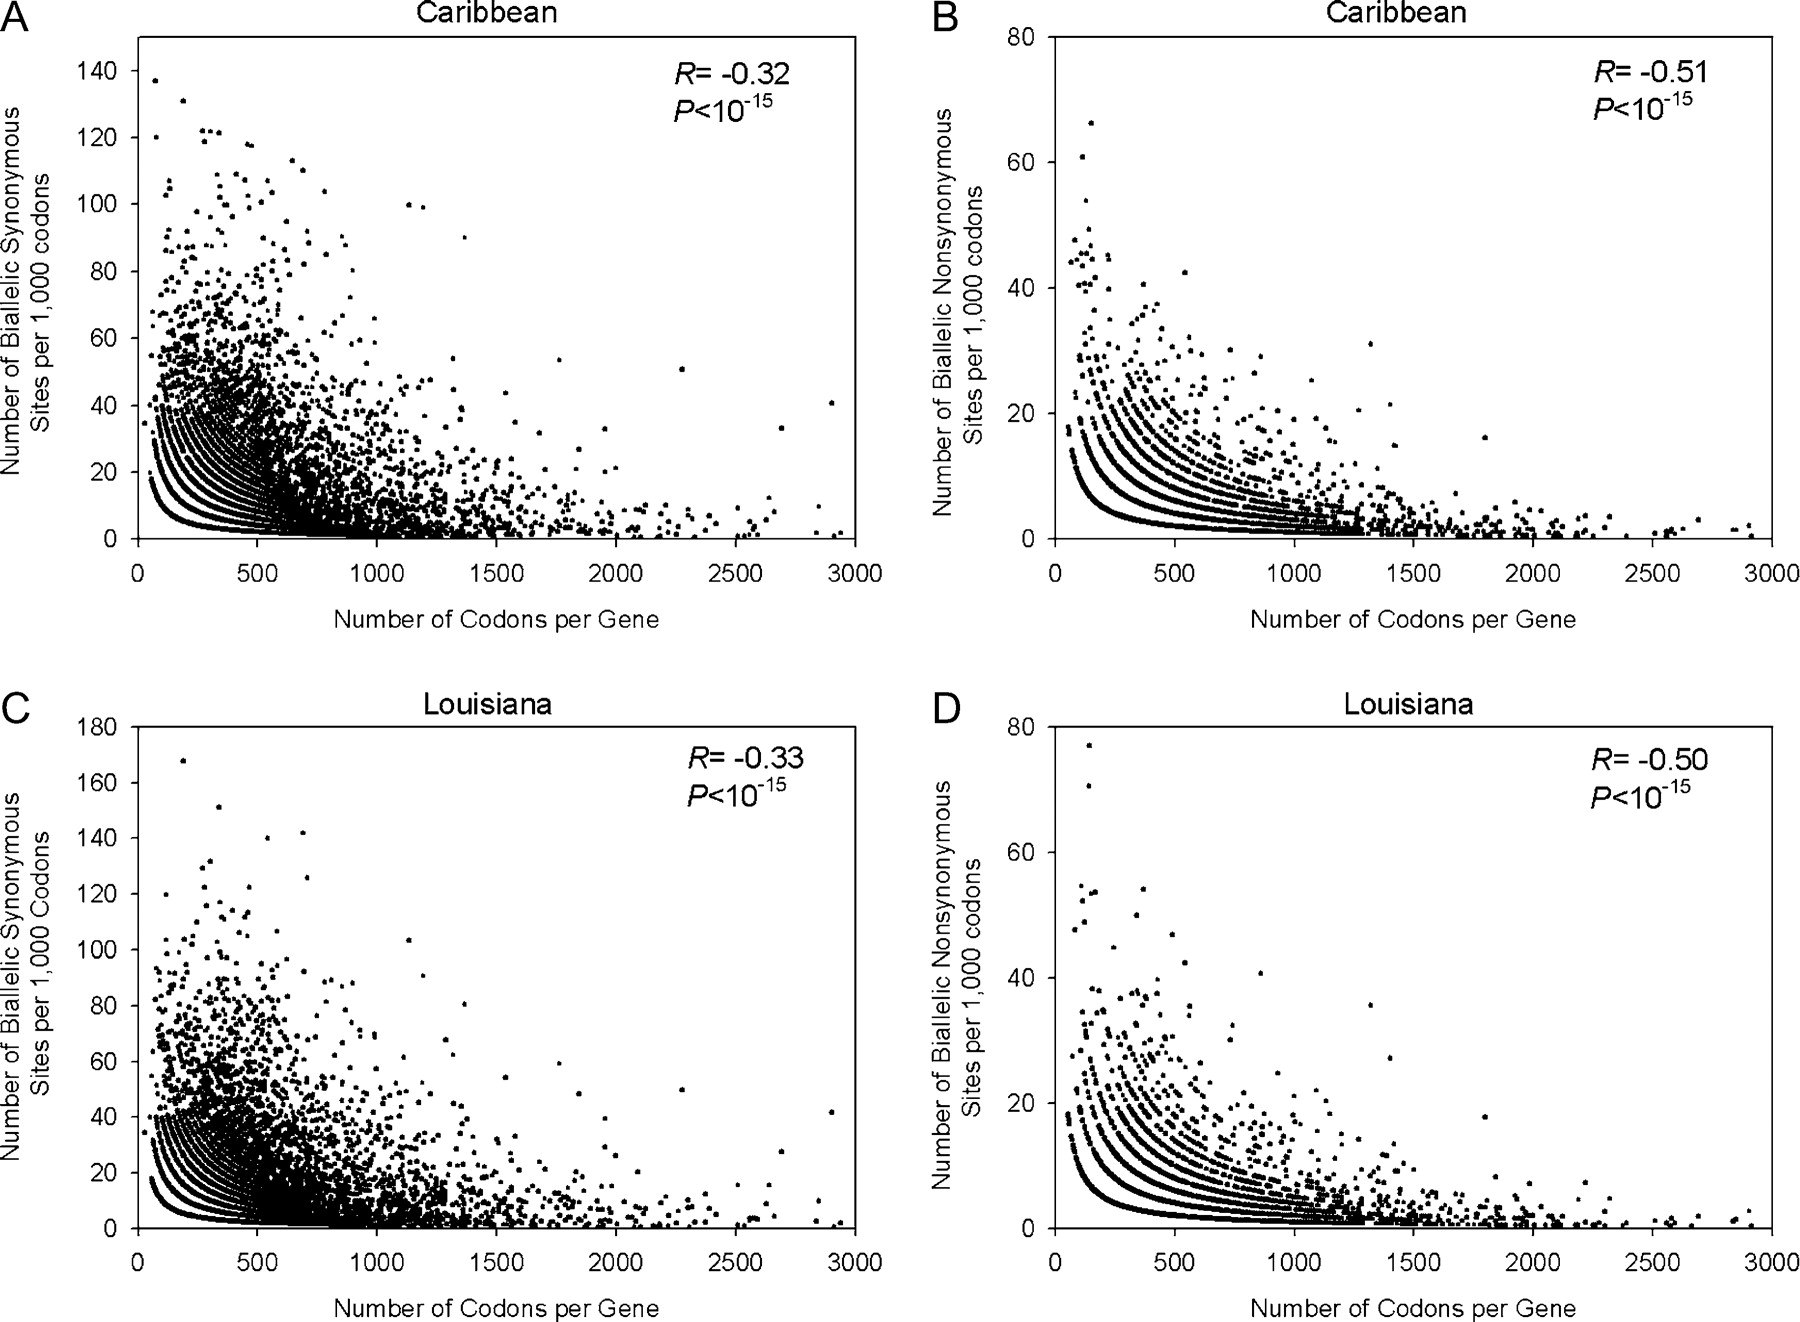 A
Caribbean
R= -0.32
P<10^-15
Number of Biallelic Synonymous
Sites per 1,000 codons
140
120
100
80
60
40
20
0
0 500 1000 1500 2000 2500 3000
Number of Codons per Gene
B
Caribbean
R= -0.51
P<10^-15
Number of Biallelic Nonsynonymous
Sites per 1,000 codons
80
60
40
20
0
0 500 1000 1500 2000 2500 3000
Number of Codons per Gene
C
Louisiana
R= -0.33
P<10^-15
Number of Biallelic Synonymous
Sites per 1,000 Codons
180
160
140
120
100
80
60
40
20
0
0 500 1000 1500 2000 2500 3000
Number of Codons per Gene
D
Louisiana
R= -0.50
P<10^-15
Number of Biallelic Nonsynonymous
Sites per 1,000 codons
80
60
40
20
0
0 500 1000 1500 2000 2500 3000
Number of Codons per Gene